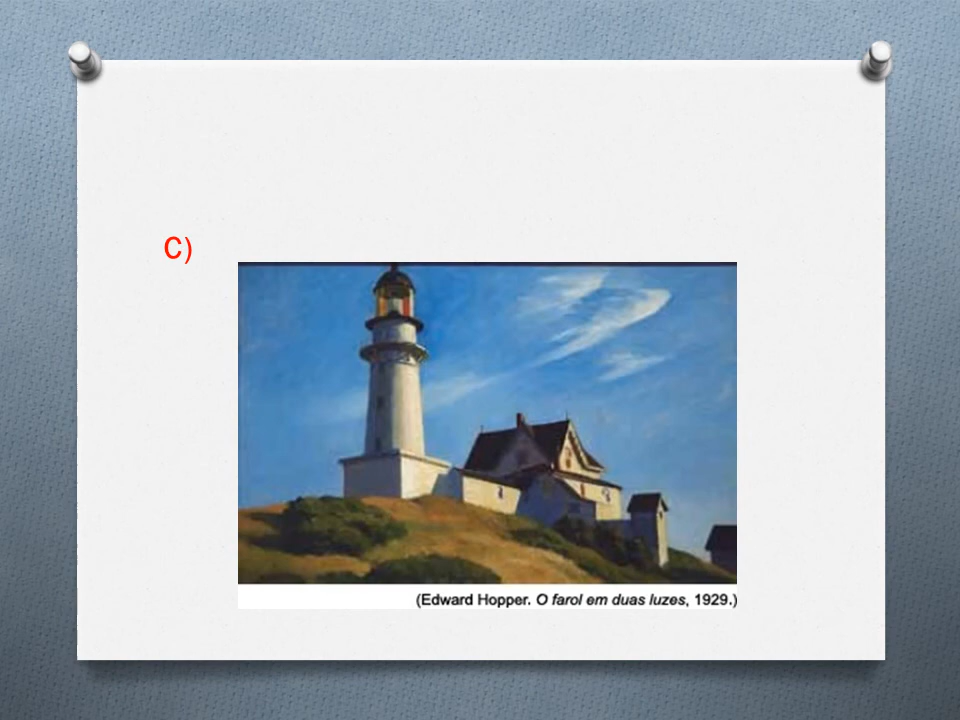 C)
(Edward Hopper. O farol em duas luzes, 1929.)